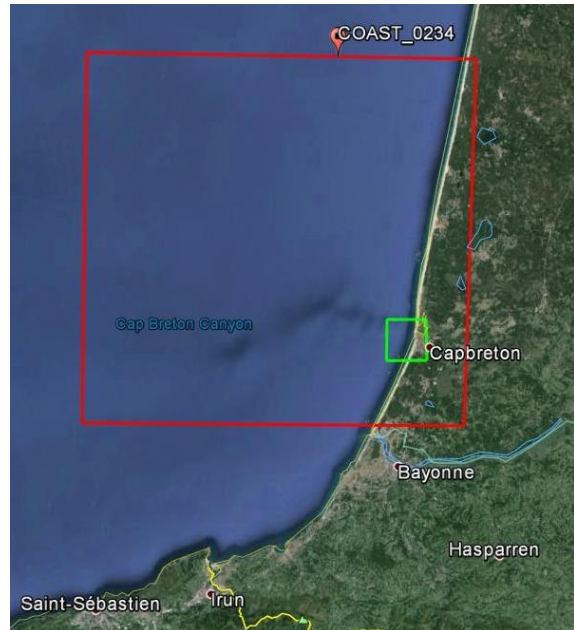 COAST_0234
Cap Breton Canyon
Capbreton
Bayonne
Hasparren
Saint-Sébastien
Irun